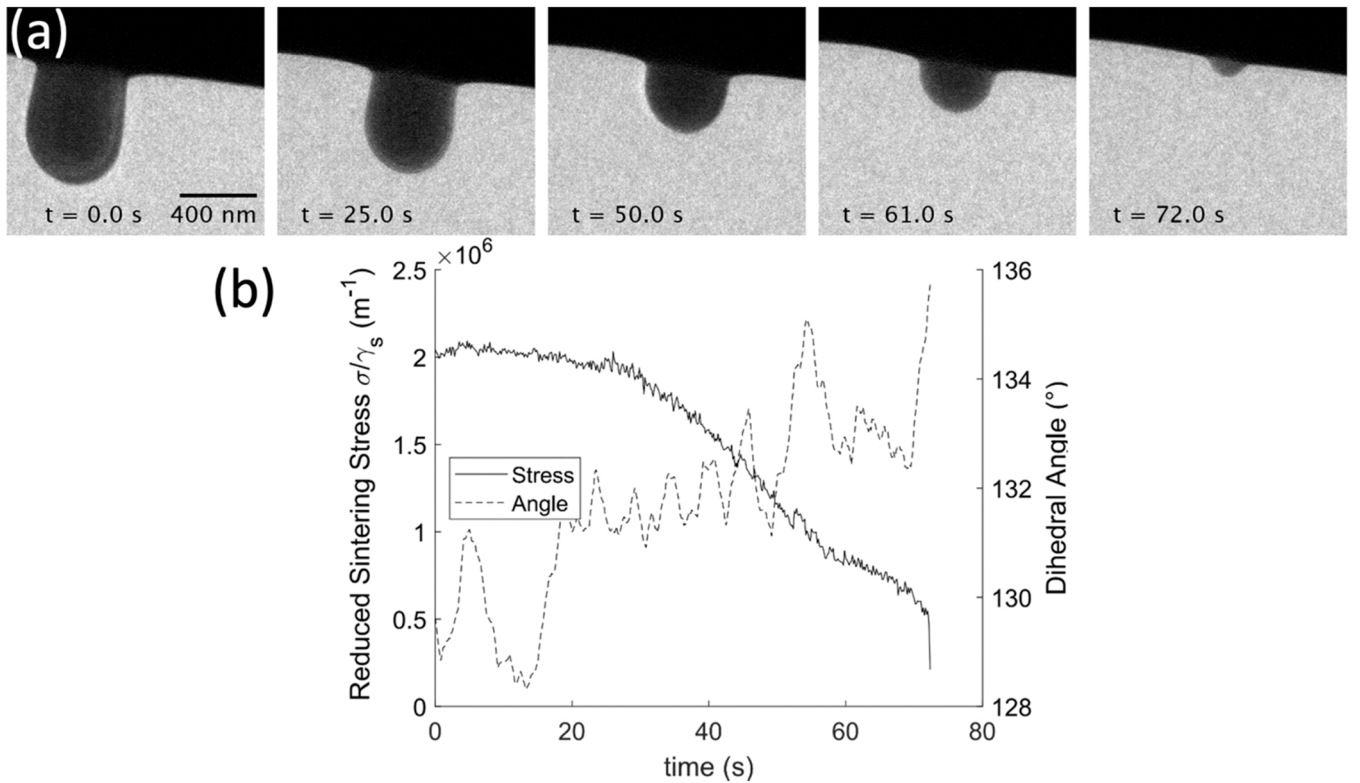 (a)
t = 0.0 s
400 nm
t = 25.0 s
t = 50.0 s
t = 61.0 s
t = 72.0 s
(b)
×10⁶
Reduced Sintering Stress σ/γₛ (m⁻¹)
2.5
2
1.5
1
0.5
0
Stress
Angle
136
134
132
130
128
Dihedral Angle (°)
0 20 40 60 80
time (s)